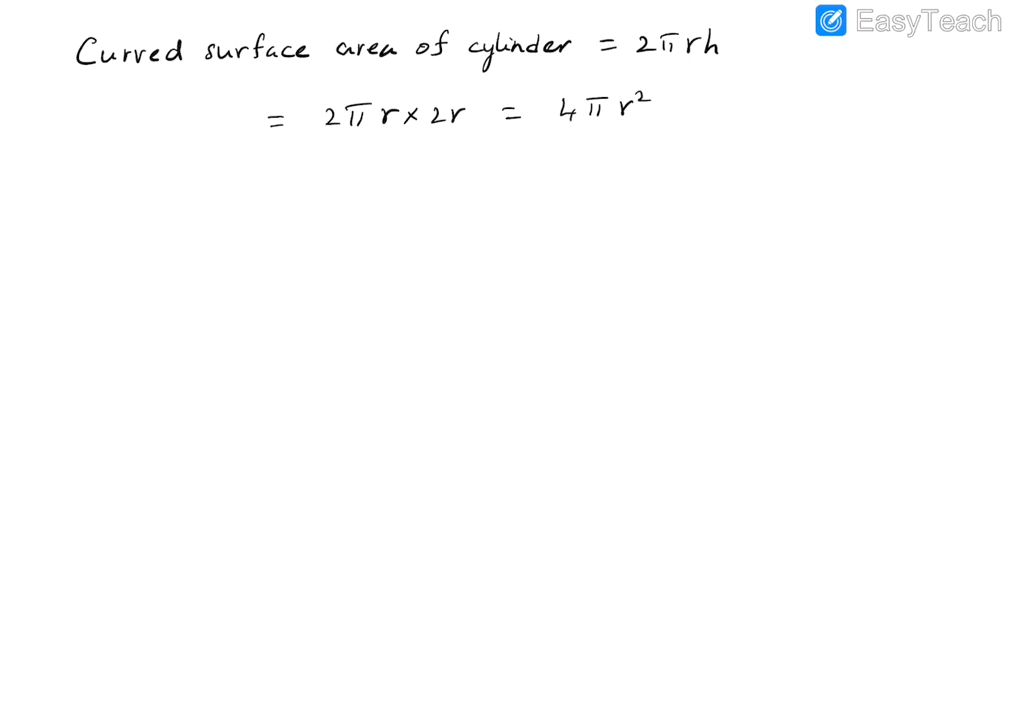 EasyTeach
Curved surface area of cylinder = 2πrh
= 2πr × 2r = 4πr²